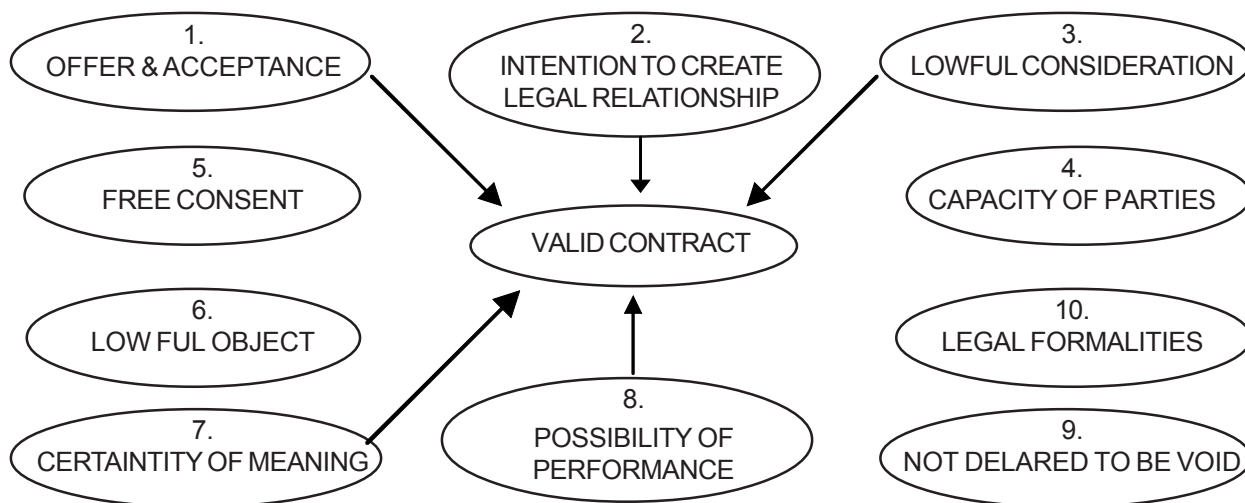 1.
OFFER & ACCEPTANCE
2.
INTENTION TO CREATE
LEGAL RELATIONSHIP
3.
LOWFUL CONSIDERATION
5.
FREE CONSENT
4.
CAPACITY OF PARTIES
VALID CONTRACT
6.
LOW FUL OBJECT
10.
LEGAL FORMALITIES
7.
CERTAINTITY OF MEANING
8.
POSSIBILITY OF
PERFORMANCE
9.
NOT DELARED TO BE VOID